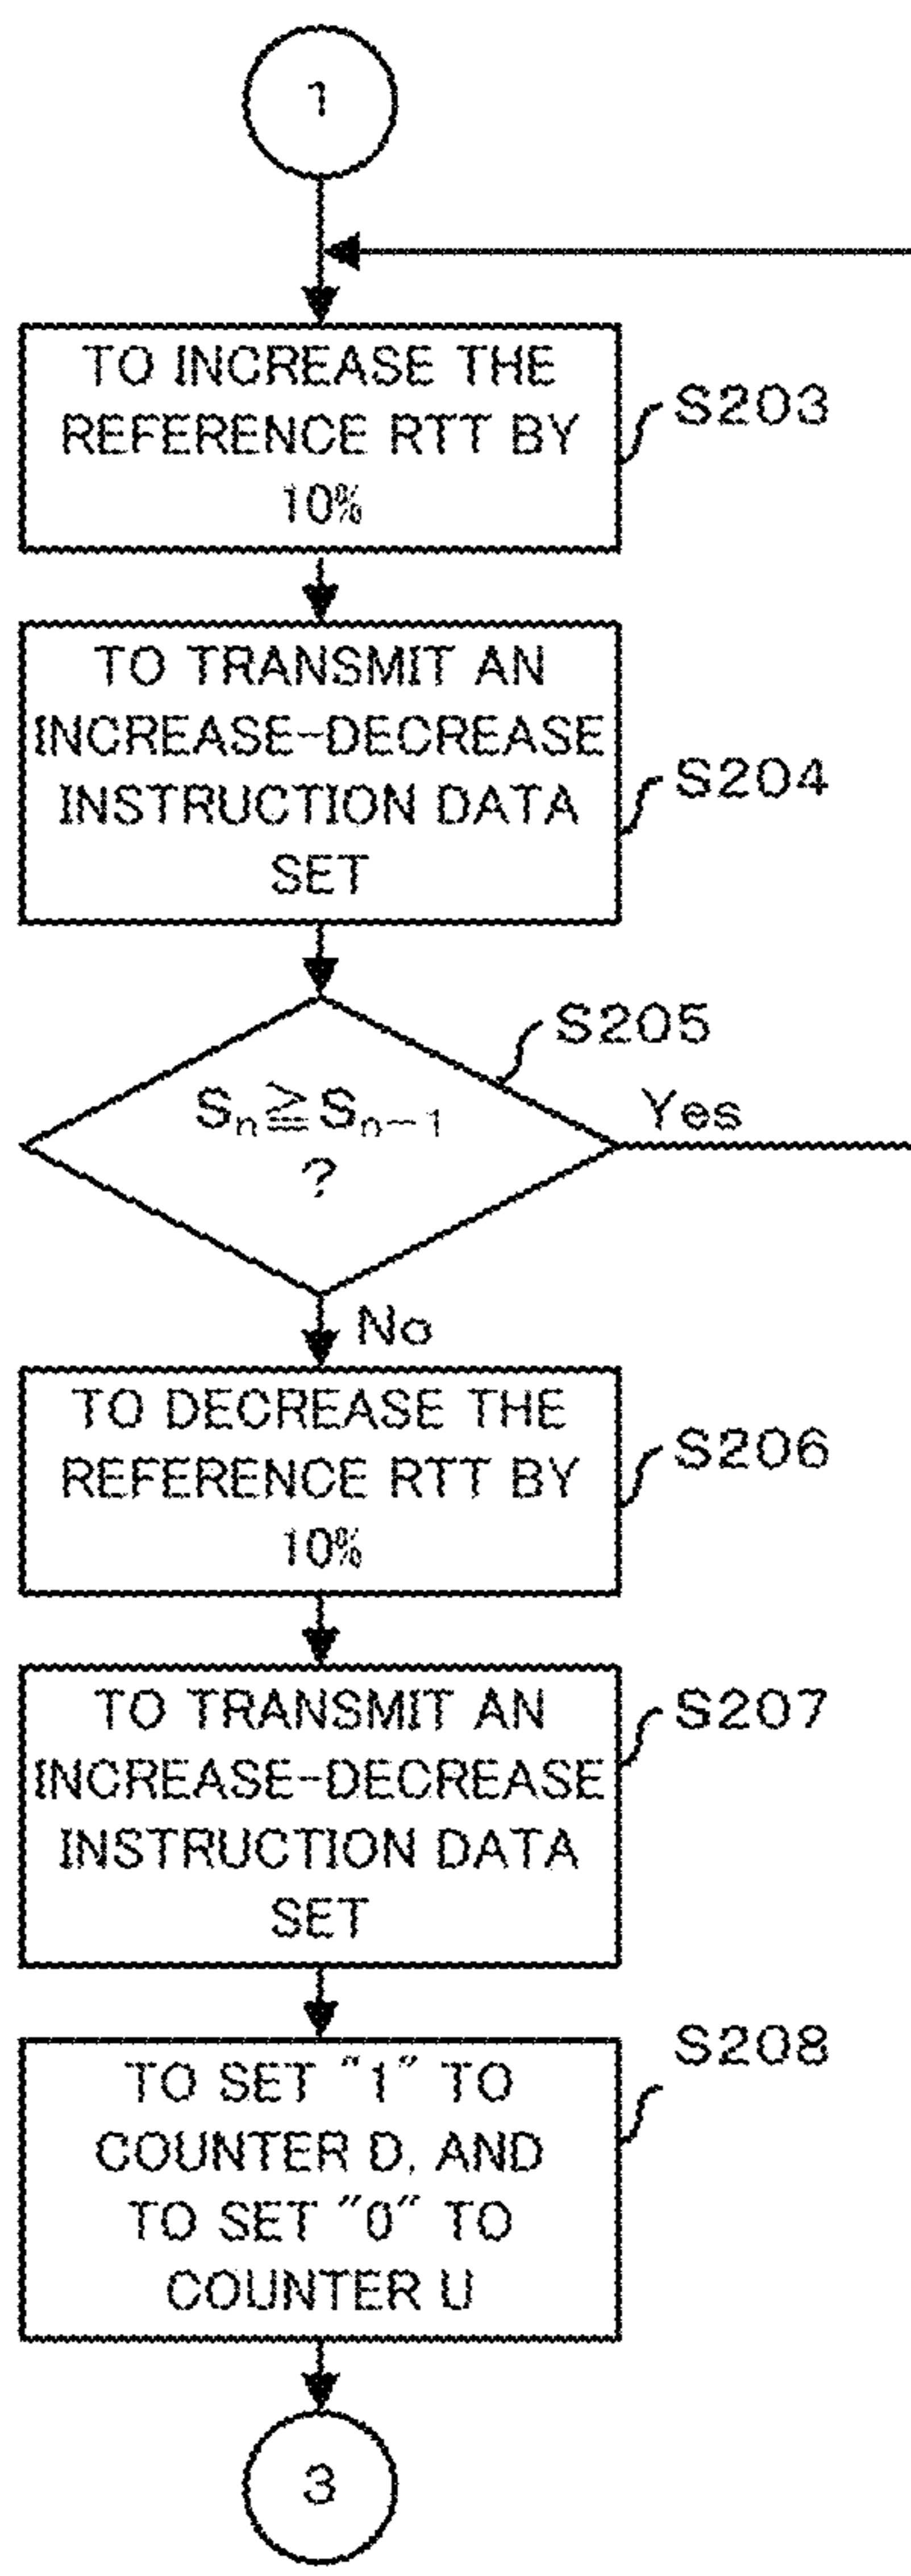 1
TO INCREASE THE
REFERENCE RTT BY
10%
S203
TO TRANSMIT AN
INCREASE-DECREASE
INSTRUCTION DATA
SET
S204
S205
Sₙ≧Sₙ₋₁
?
Yes
No
TO DECREASE THE
REFERENCE RTT BY
10%
S206
TO TRANSMIT AN
INCREASE-DECREASE
INSTRUCTION DATA
SET
S207
TO SET "1" TO
COUNTER D, AND
TO SET "0" TO
COUNTER U
S208
3